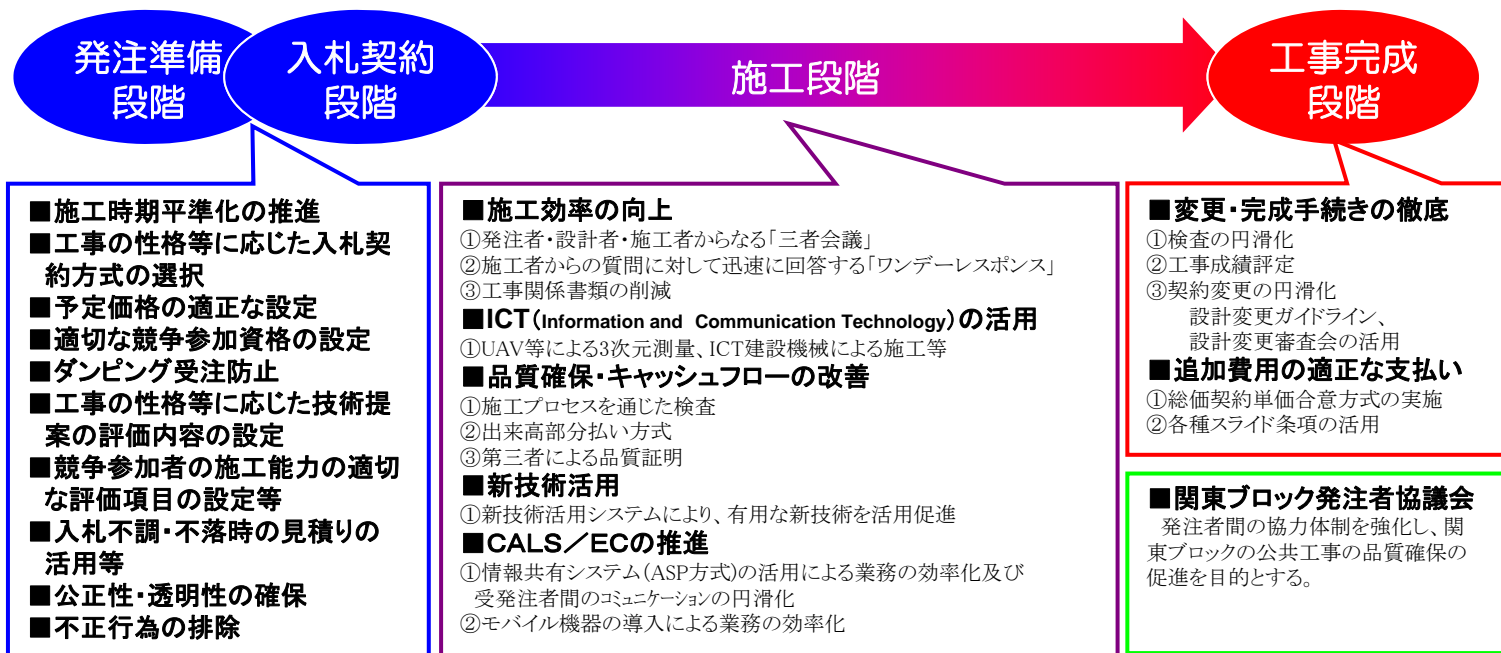 発注準備
段階
入札契約
段階
施工段階
工事完成
段階
■施工時期平準化の推進
■工事の性格等に応じた入札契
約方式の選択
■予定価格の適正な設定
■適切な競争参加資格の設定
■ダンピング受注防止
■工事の性格等に応じた技術提
案の評価内容の設定
■競争参加者の施工能力の適切
な評価項目の設定等
■入札不調・不落時の見積りの
活用等
■公正性・透明性の確保
■不正行為の排除
■施工効率の向上
①発注者・設計者・施工者からなる「三者会議」
②施工者からの質問に対して迅速に回答する「ワンデーレスポンス」
③工事関係書類の削減
■ICT(Information and Communication Technology)の活用
①UAV等による3次元測量、ICT建設機械による施工等
■品質確保・キャッシュフローの改善
①施工プロセスを通じた検査
②出来高部分払い方式
③第三者による品質証明
■新技術活用
①新技術活用システムにより、有用な新技術を活用促進
■CALS/ECの推進
①情報共有システム(ASP方式)の活用による業務の効率化及び
受発注者間のコミュニケーションの円滑化
②モバイル機器の導入による業務の効率化
■変更・完成手続きの徹底
①検査の円滑化
②工事成績評定
③契約変更の円滑化
設計変更ガイドライン、
設計変更審査会の活用
■追加費用の適正な支払い
①総価契約単価合意方式の実施
②各種スライド条項の活用
■関東ブロック発注者協議会
発注者間の協力体制を強化し、関
東ブロックの公共工事の品質確保の
促進を目的とする。